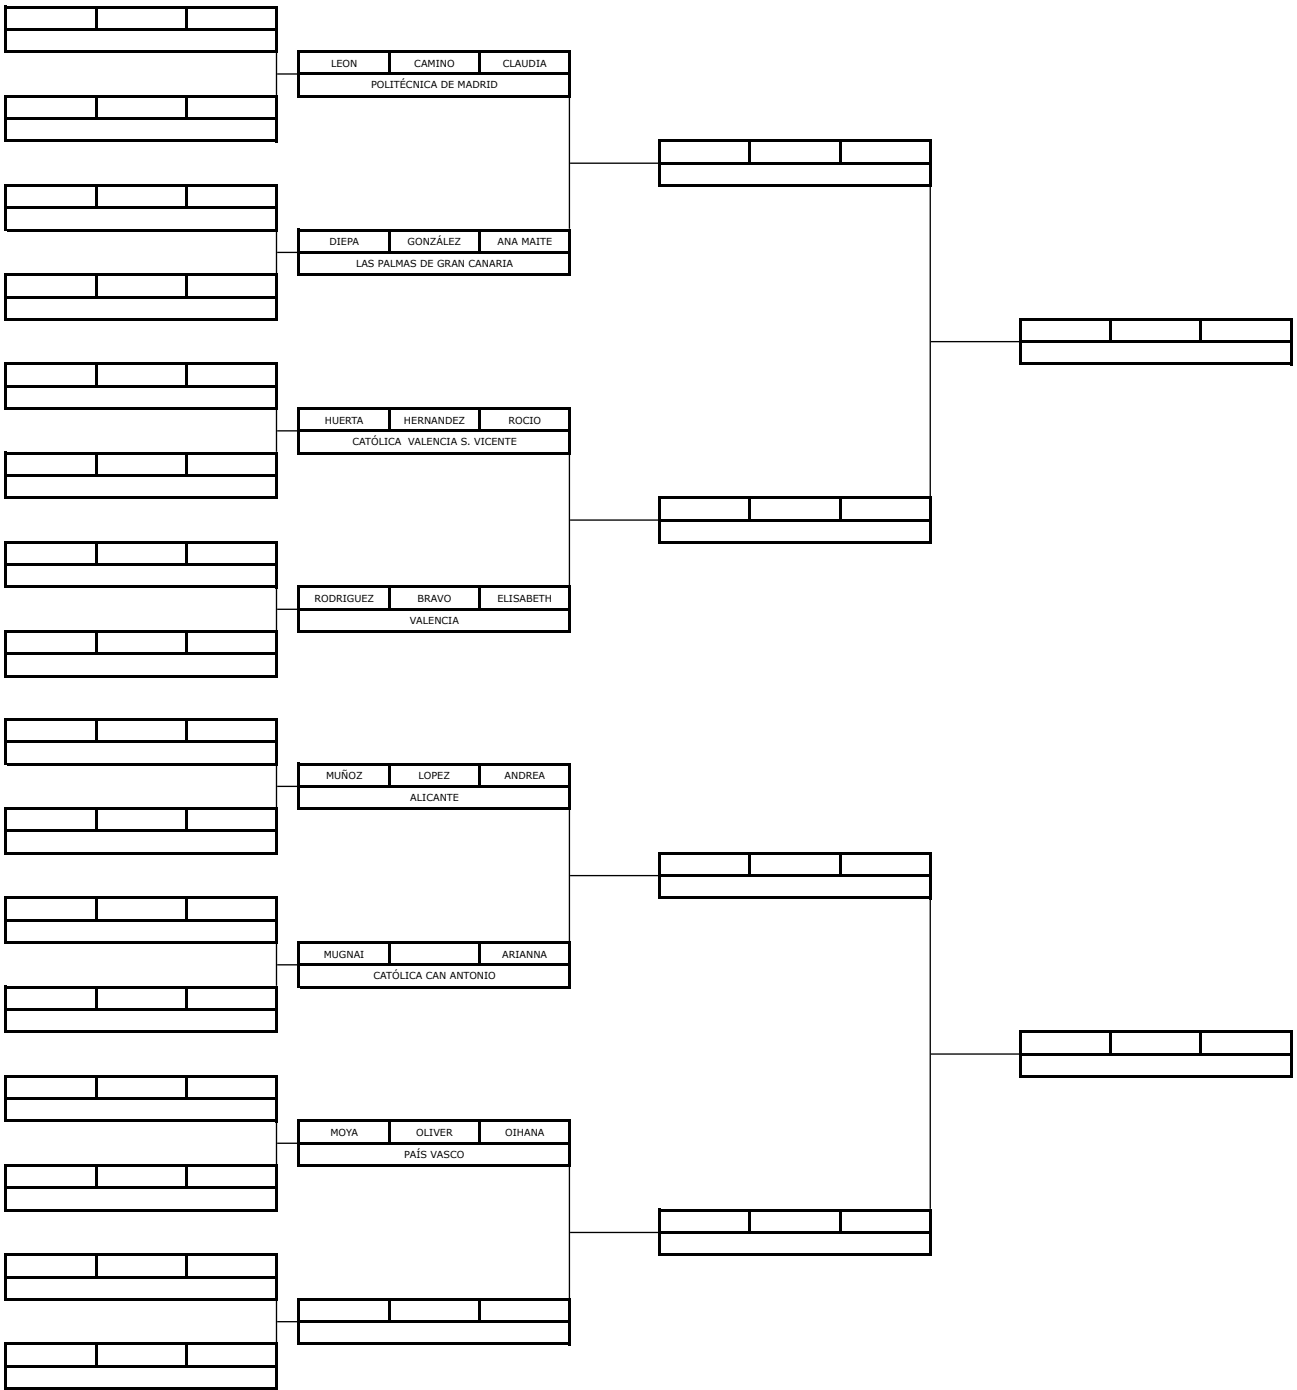 LEON CAMINO CLAUDIA
POLITÉCNICA DE MADRID
DIEPA GONZÁLEZ ANA MAITE
LAS PALMAS DE GRAN CANARIA
HUERTA HERNANDEZ ROCIO
CATÓLICA  VALENCIA S. VICENTE
RODRIGUEZ BRAVO ELISABETH
VALENCIA
MUÑOZ LOPEZ ANDREA
ALICANTE
MUGNAI ARIANNA
CATÓLICA CAN ANTONIO
MOYA OLIVER OIHANA
PAÍS VASCO